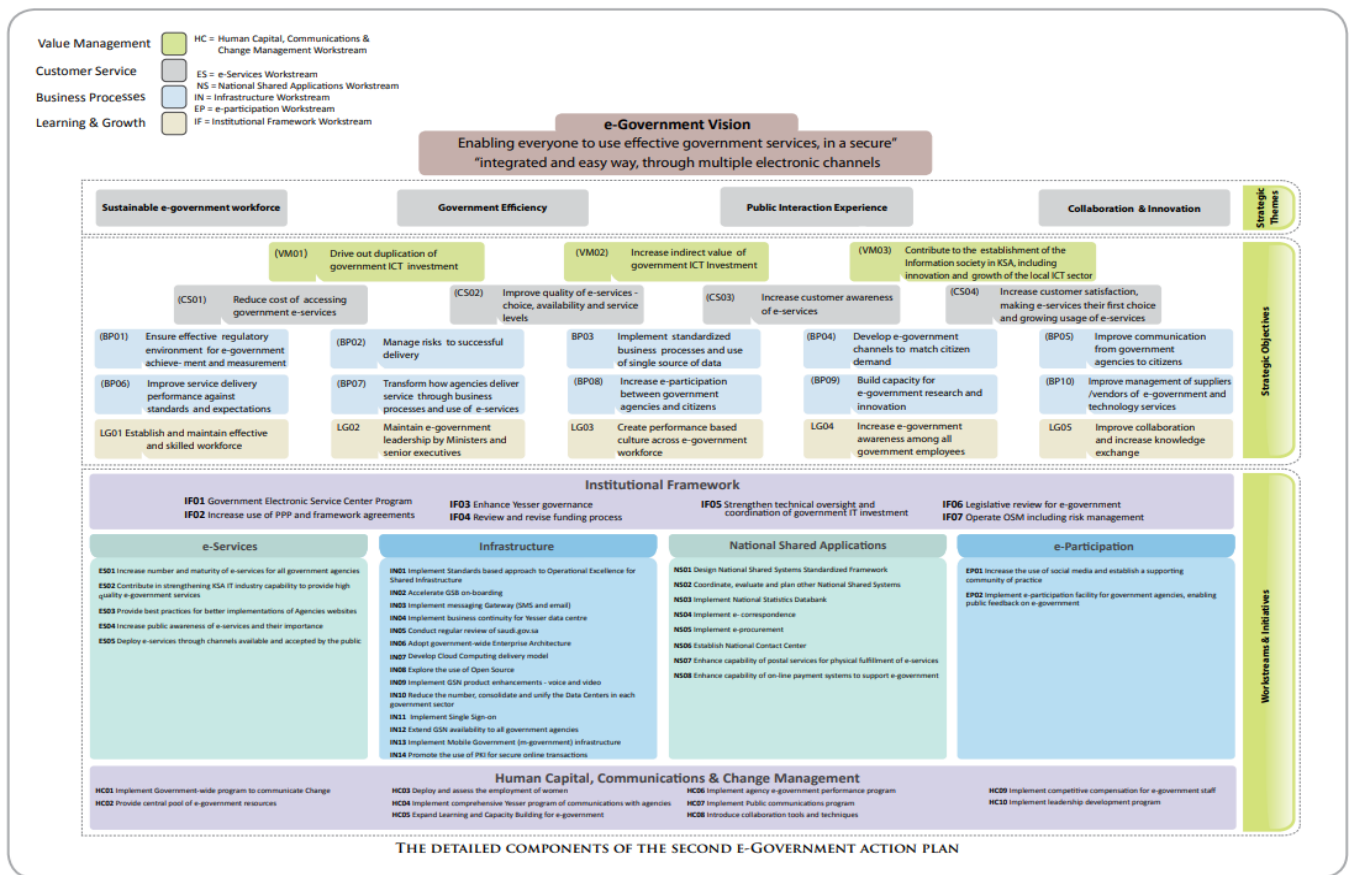 Value Management
Customer Service
Business Processes
Learning & Growth
HC = Human Capital, Communications &
Change Management Workstream
ES = e-Services Workstream
NS = National Shared Applications Workstream
IN = Infrastructure Workstream
EP = e-participation Workstream
IF = Institutional Framework Workstream
e-Government Vision
Enabling everyone to use effective government services, in a secure"
"integrated and easy way, through multiple electronic channels
Sustainable e-government workforce
Government Efficiency
Public Interaction Experience
Collaboration & Innovation
Strategic
Themes
(VM01) Drive out duplication of
government ICT investment
(VM02) Increase indirect value of
government ICT Investment
(VM03) Contribute to the establishment of the
Information society in KSA, including
innovation and growth of the local ICT sector
(CS01) Reduce cost of accessing
government e-services
(CS02) Improve quality of e-services -
choice, availability and service
levels
(CS03) Increase customer awareness
of e-services
(CS04) Increase customer satisfaction,
making e-services their first choice
and growing usage of e-services
(BP01) Ensure effective regulatory
environment for e-government
achieve- ment and measurement
(BP02) Manage risks to successful
delivery
BP03 Implement standardized
business processes and use
of single source of data
(BP04) Develop e-government
channels to match citizen
demand
(BP05) Improve communication
from government
agencies to citizens
(BP06) Improve service delivery
performance against
standards and expectations
(BP07) Transform how agencies deliver
service through business
processes and use of e-services
(BP08) Increase e-participation
between government
agencies and citizens
(BP09) Build capacity for
e-government research and
innovation
(BP10) Improve management of suppliers
/vendors of e-government and
technology services
LG01 Establish and maintain effective
and skilled workforce
LG02 Maintain e-government
leadership by Ministers and
senior executives
LG03 Create performance based
culture across e-government
workforce
LG04 Increase e-government
awareness among all
government employees
LG05 Improve collaboration
and increase knowledge
exchange
Strategic Objectives
Institutional Framework
IF01 Government Electronic Service Center Program
IF02 Increase use of PPP and framework agreements
IF03 Enhance Yesser governance
IF04 Review and revise funding process
IF05 Strengthen technical oversight and
coordination of government IT investment
IF06 Legislative review for e-government
IF07 Operate OSM including risk management
e-Services
ES01 Increase number and maturity of e-services for all government agencies
ES02 Contribute in strengthening KSA IT industry capability to provide high
quality e-government services
ES03 Provide best practices for better implementations of Agencies websites
ES04 Increase public awareness of e-services and their importance
ES05 Deploy e-services through channels available and accepted by the public
Infrastructure
IN01 Implement Standards based approach to Operational Excellence for
Shared Infrastructure
IN02 Accelerate GSB on-boarding
IN03 Implement messaging Gateway (SMS and email)
IN04 Implement business continuity for Yesser data centre
IN05 Conduct regular review of saudi.gov.sa
IN06 Adopt government-wide Enterprise Architecture
IN07 Develop Cloud Computing delivery model
IN08 Explore the use of Open Source
IN09 Implement GSN product enhancements - voice and video
IN10 Reduce the number, consolidate and unify the Data Centers in each
government sector
IN11 Implement Single Sign-on
IN12 Extend GSN availability to all government agencies
IN13 Implement Mobile Government (m-government) infrastructure
IN14 Promote the use of PKI for secure online transactions
National Shared Applications
NS01 Design National Shared Systems Standardized Framework
NS02 Coordinate, evaluate and plan other National Shared Systems
NS03 Implement National Statistics Databank
NS04 Implement e- correspondence
NS05 Implement e-procurement
NS06 Establish National Contact Center
NS07 Enhance capability of postal services for physical fulfillment of e-services
NS08 Enhance capability of on-line payment systems to support e-government
e-Participation
EP01 Increase the use of social media and establish a supporting
community of practice
EP02 Implement e-participation facility for government agencies, enabling
public feedback on e-government
Workstreams & Initiatives
Human Capital, Communications & Change Management
HC01 Implement Government-wide program to communicate Change
HC02 Provide central pool of e-government resources
HC03 Deploy and assess the employment of women
HC04 Implement comprehensive Yesser program of communications with agencies
HC05 Expand Learning and Capacity Building for e-government
HC06 Implement agency e-government performance program
HC07 Implement Public communications program
HC08 Introduce collaboration tools and techniques
HC09 Implement competitive compensation for e-government staff
HC10 Implement leadership development program
THE DETAILED COMPONENTS OF THE SECOND E-GOVERNMENT ACTION PLAN